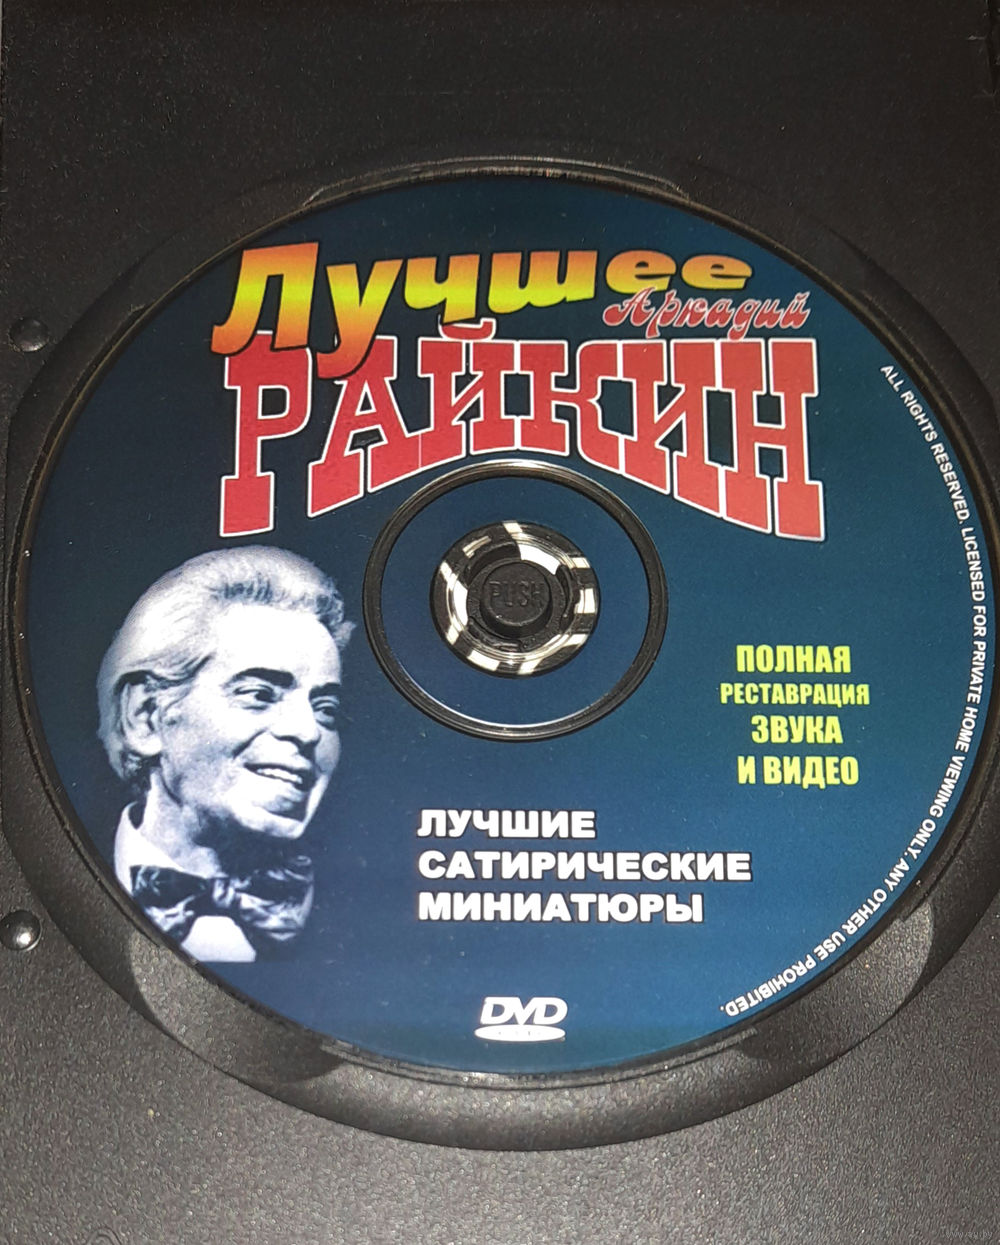 Лучшее
Аркадий
РАЙКИН
PUSH
ПОЛНАЯ
РЕСТАВРАЦИЯ
ЗВУКА
И ВИДЕО
ЛУЧШИЕ
САТИРИЧЕСКИЕ
МИНИАТЮРЫ
DVD
ALL RIGHTS RESERVED. LICENSED FOR PRIVATE HOME VIEWING ONLY. ANY OTHER USE PROHIBITED.